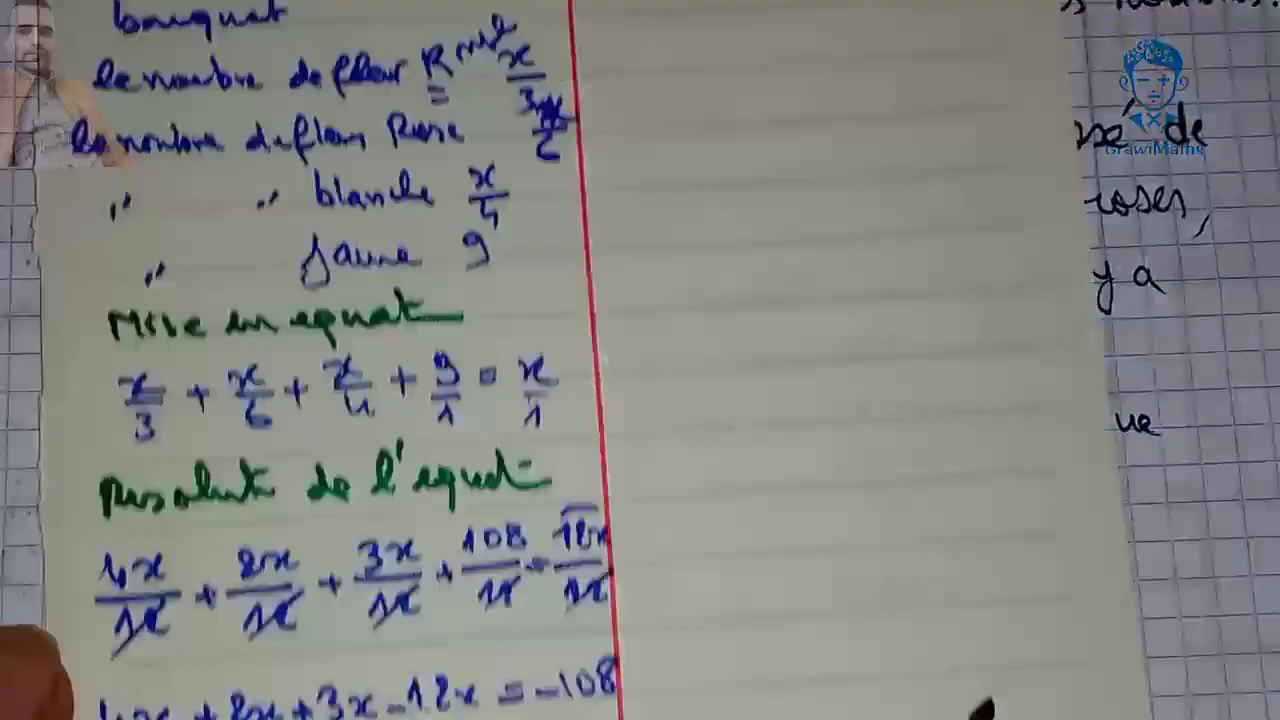 bouquet
le nombre de fleur R x/3
le nombre de fleur Rose x/6
" " blanche x/4
" jaune 9
Mise en equat
x/3 + x/6 + x/4 + 9/1 = x/1
Resolut de l'equat
4x/12 + 2x/12 + 3x/12 + 108/12 = 12x/12
4x + 2x + 3x - 12x = -108
de
roses,
y a
ue
GrawiMaths